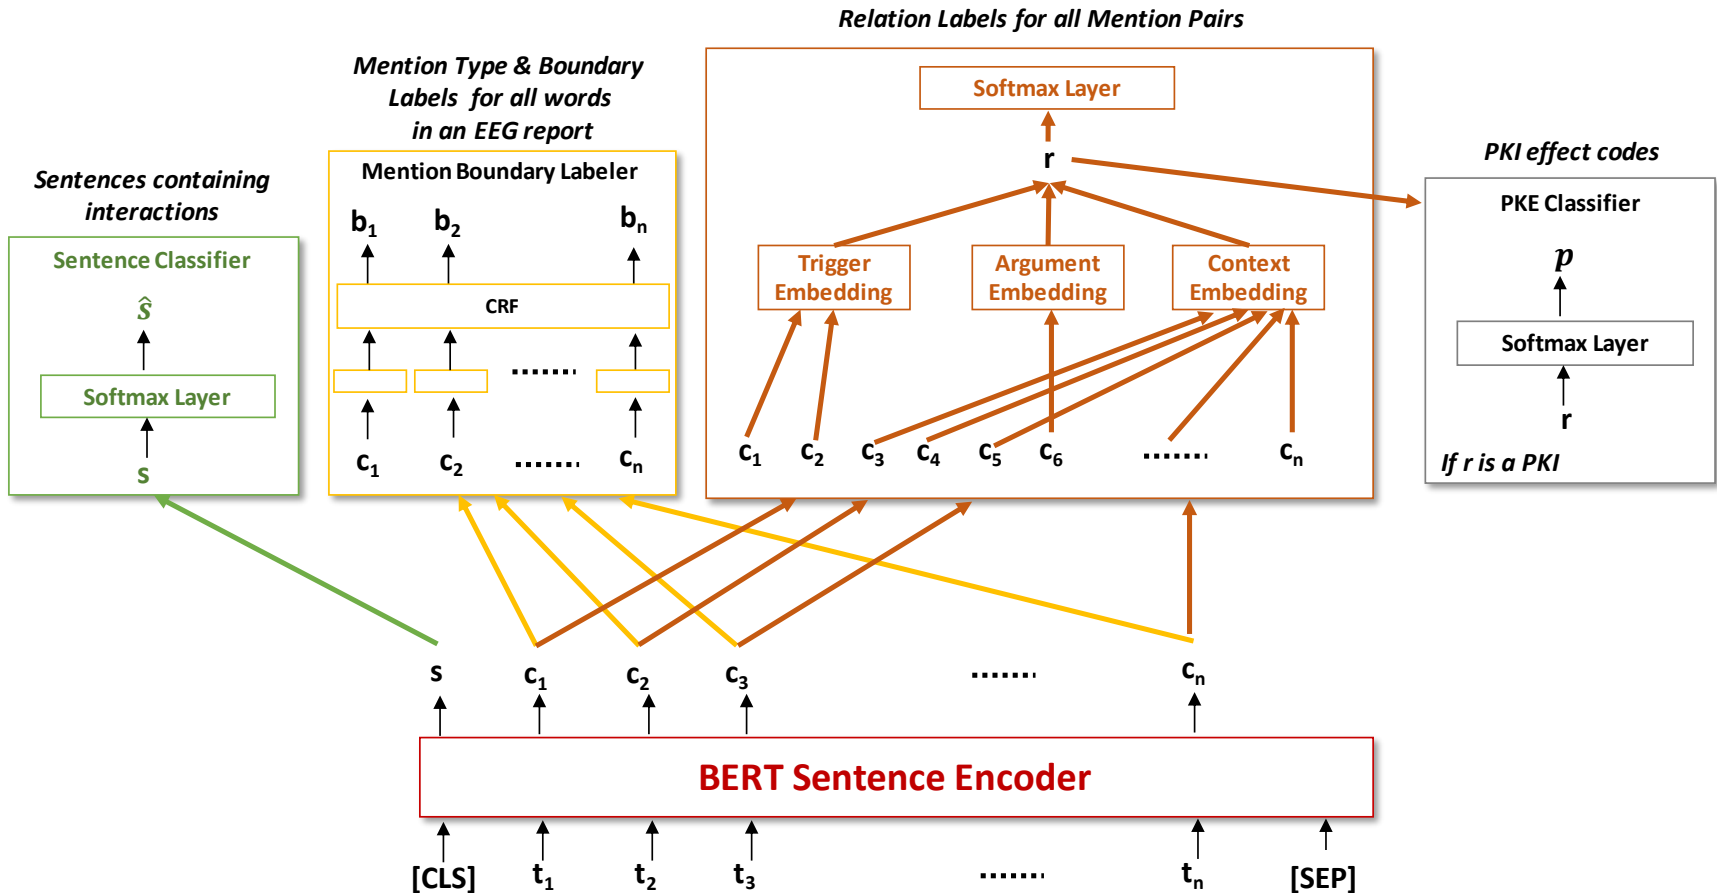 Relation Labels for all Mention Pairs
Softmax Layer
r
Trigger
Embedding
Argument
Embedding
Context
Embedding
c1 c2 c3 c4 c5 c6 ........ cn
Mention Type & Boundary
Labels for all words
in an EEG report
Mention Boundary Labeler
b1 b2 bn
CRF
........
c1 c2 ........ cn
Sentences containing
interactions
Sentence Classifier
ŝ
Softmax Layer
s
PKI effect codes
PKE Classifier
p
Softmax Layer
r
If r is a PKI
s c1 c2 c3 ........ cn
BERT Sentence Encoder
[CLS] t1 t2 t3 ........ tn [SEP]